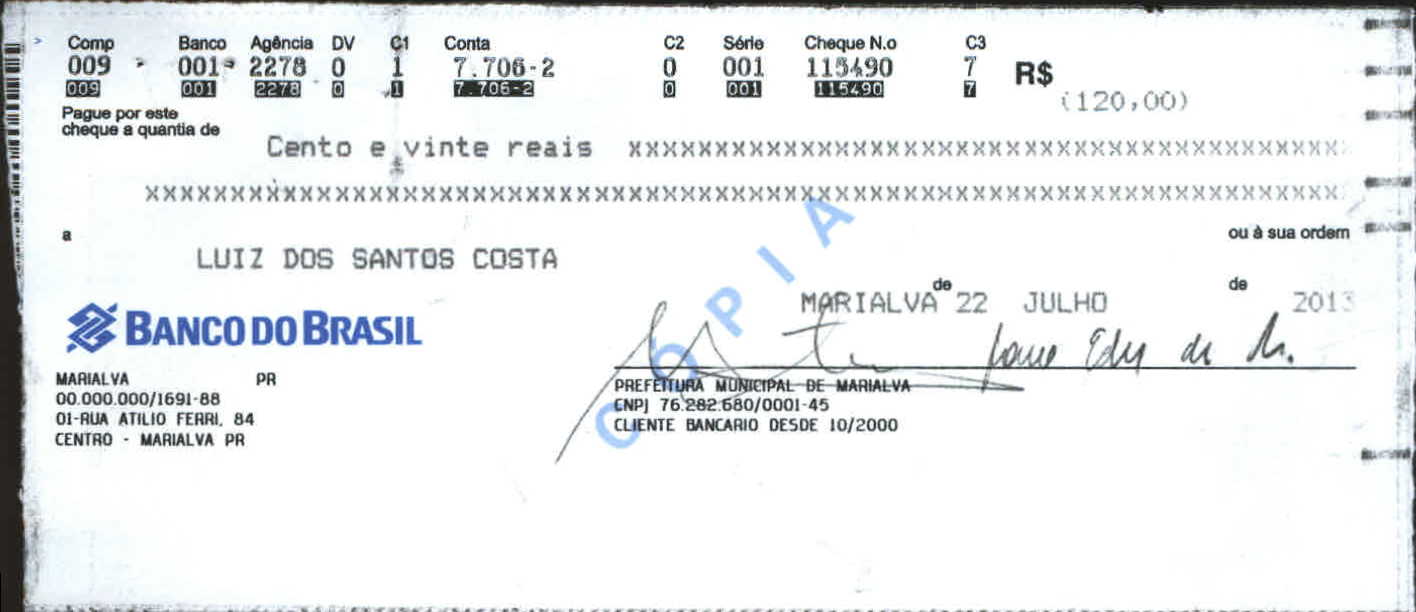 Comp Banco Agência DV C1 Conta C2 Série Cheque N.o C3
009 001 2278 0 1 7.706-2 0 001 115490 7 R$
009 001 2278 0 1 7.706-2 0 001 115490 7
(120,00)
Pague por este
cheque a quantia de
Cento e vinte reais XXXXXXXXXXXXXXXXXXXXXXXXXXXXXXXXXXXXXXXXXX
XXXXXXXXXXXXXXXXXXXXXXXXXXXXXXXXXXXXXXXXXXXXXXXXXXXXXXXXXXXXXXXXXXXXXX
a ou à sua ordem
LUIZ DOS SANTOS COSTA
MARIALVA de 22 JULHO de 2013
CÓPIA
BANCO DO BRASIL
MARIALVA PR
00.000.000/1691-88
01-RUA ATILIO FERRI, 84
CENTRO - MARIALVA PR
PREFEITURA MUNICIPAL DE MARIALVA
CNPJ 76.282.680/0001-45
CLIENTE BANCARIO DESDE 10/2000